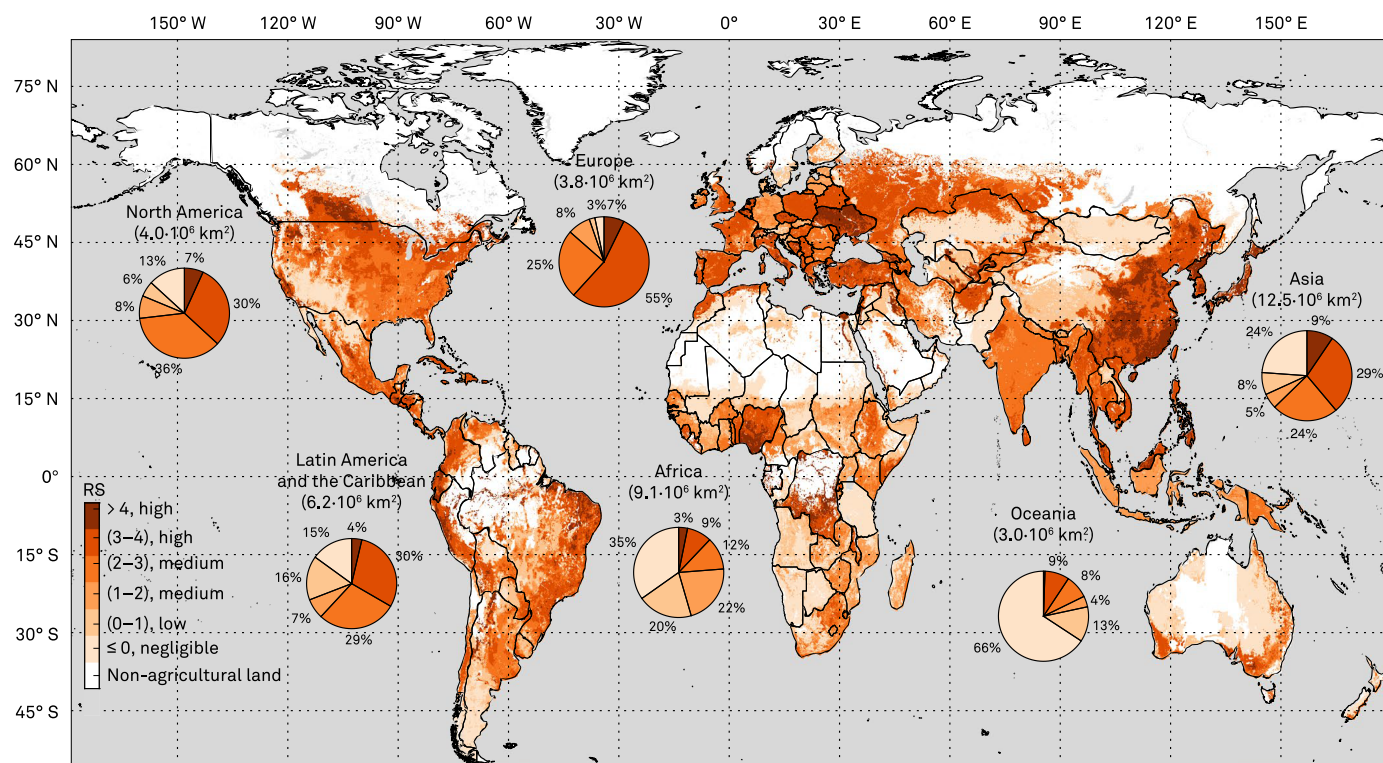 150° W 120° W 90° W 60° W 30° W 0° 30° E 60° E 90° E 120° E 150° E
75° N
60° N
45° N
30° N
15° N
0°
15° S
30° S
45° S
North America
(4.0·10⁶ km²)
13% 7%
6%
30%
8%
36%
Europe
(3.8·10⁶ km²)
8% 3% 7%
25%
55%
Asia
(12.5·10⁶ km²)
24% 9%
29%
8%
5%
24%
Latin America
and the Caribbean
(6.2·10⁶ km²)
15% 4%
30%
16%
7%
29%
Africa
(9.1·10⁶ km²)
3% 9%
35% 12%
22%
20%
Oceania
(3.0·10⁶ km²)
9% 8%
4%
13%
66%
RS
> 4, high
(3–4), high
(2–3), medium
(1–2), medium
(0–1), low
≤ 0, negligible
Non-agricultural land